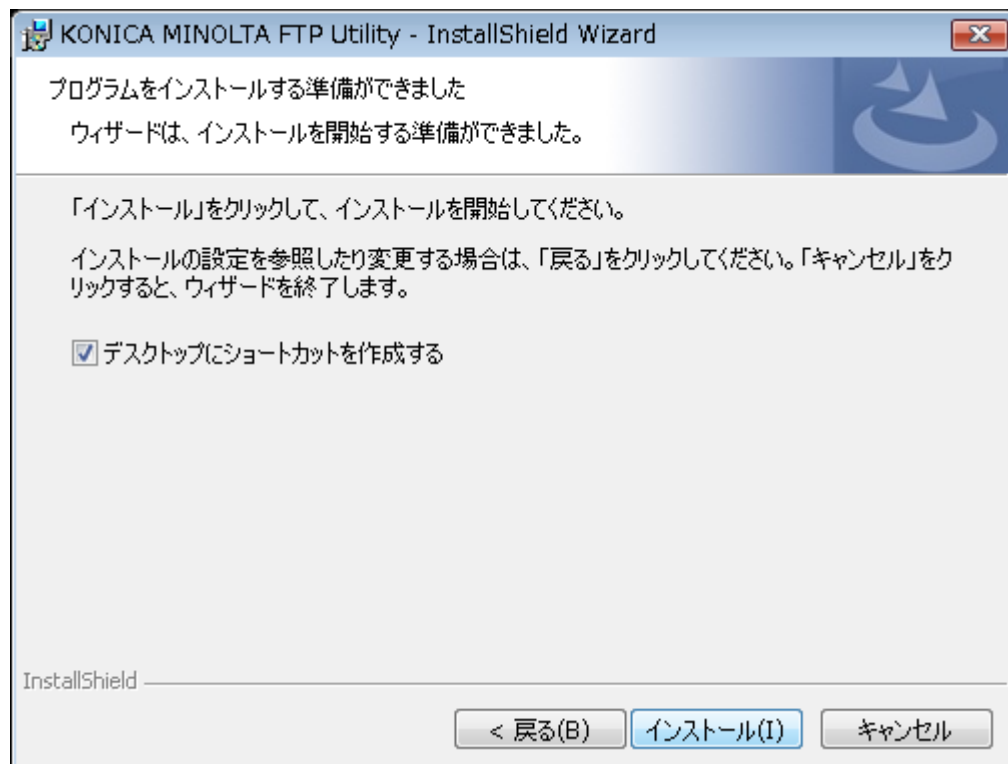 KONICA MINOLTA FTP Utility - InstallShield Wizard
プログラムをインストールする準備ができました
ウィザードは、インストールを開始する準備ができました。
「インストール」をクリックして、インストールを開始してください。
インストールの設定を参照したり変更する場合は、「戻る」をクリックしてください。「キャンセル」をク
リックすると、ウィザードを終了します。
デスクトップにショートカットを作成する
InstallShield
< 戻る(B) インストール(I) キャンセル